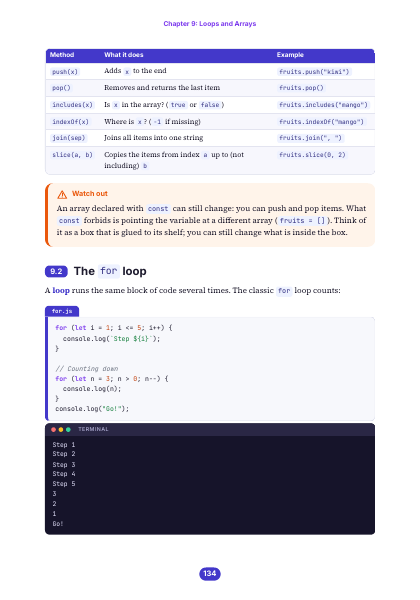 Chapter 9: Loops and Arrays
Method What it does Example
push(x) Adds x to the end fruits.push("kimi")
pop() Removes and returns the last item fruits.pop()
includes(x) Is x in the array? ( true or false ) fruits.includes("mango")
indexOf(x) Where is x ? ( -1 if missing) fruits.indexOf("mango")
join(sep) Joins all items into one string fruits.join(", ")
slice(a, b) Copies the items from index a up to (not fruits.slice(0, 2)
including) b
Watch out
An array declared with const can still change: you can push and pop items. What
const forbids is pointing the variable at a different array ( fruits = [] ). Think of
it as a box that is glued to its shelf; you can still change what is inside the box.
9.2 The for loop
A loop runs the same block of code several times. The classic for loop counts:
for.js
for (let i = 1; i <= 5; i++) {
console.log(`Step ${i}`);
}
// Counting down
for (let n = 3; n > 0; n--) {
console.log(n);
}
console.log("Go!");
TERMINAL
Step 1
Step 2
Step 3
Step 4
Step 5
3
2
1
Go!
134